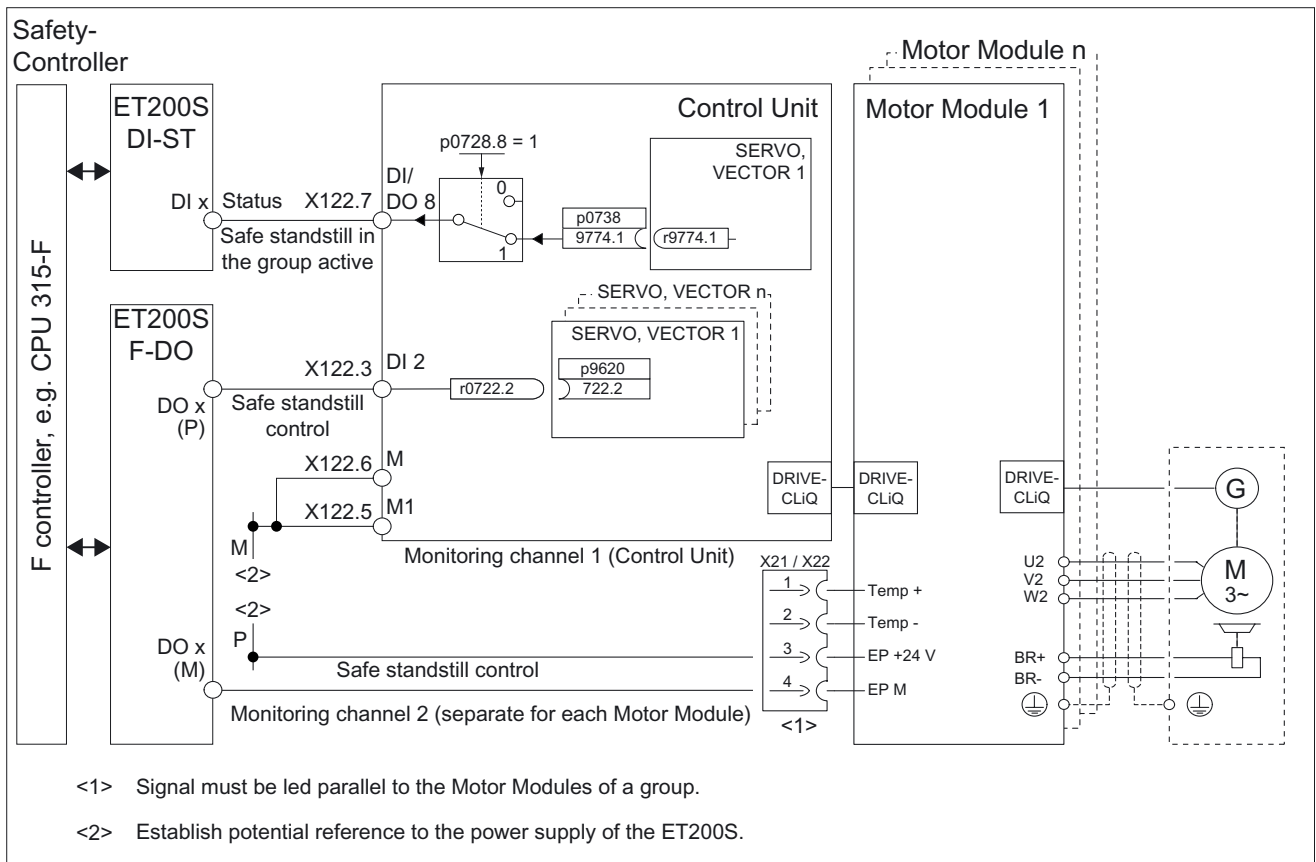 Safety-
Controller
F controller, e.g. CPU 315-F
ET200S
DI-ST
DI x
Status
X122.7
Safe standstill in
the group active
ET200S
F-DO
DO x
(P)
X122.3
Safe standstill
control
X122.6
X122.5
M
<2>
<2>
P
DO x
(M)
Safe standstill control
Monitoring channel 2 (separate for each Motor Module)
Control Unit
p0728.8 = 1
DI/
DO 8
0
1
p0738
9774.1
r9774.1
SERVO,
VECTOR 1
SERVO, VECTOR n
SERVO, VECTOR 1
DI 2
r0722.2
p9620
722.2
M
M1
DRIVE-
CLiQ
Monitoring channel 1 (Control Unit)
Motor Module n
Motor Module 1
DRIVE-
CLiQ
DRIVE-
CLiQ
X21 / X22
1
Temp +
2
Temp -
3
EP +24 V
4
EP M
<1>
U2
V2
W2
BR+
BR-
G
M
3~
<1> Signal must be led parallel to the Motor Modules of a group.
<2> Establish potential reference to the power supply of the ET200S.